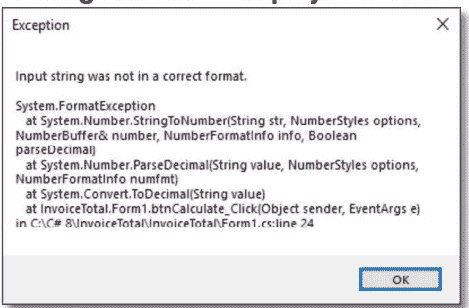 Exception
Input string was not in a correct format.
System.FormatException
at System.Number.StringToNumber(String str, NumberStyles options,
NumberBuffer& number, NumberFormatInfo info, Boolean
parseDecimal)
at System.Number.ParseDecimal(String value, NumberStyles options,
NumberFormatInfo numfmt)
at System.Convert.ToDecimal(String value)
at InvoiceTotal.Form1.btnCalculate_Click(Object sender, EventArgs e)
in C:\C# 8\InvoiceTotal\InvoiceTotal\Form1.cs:line 24
OK